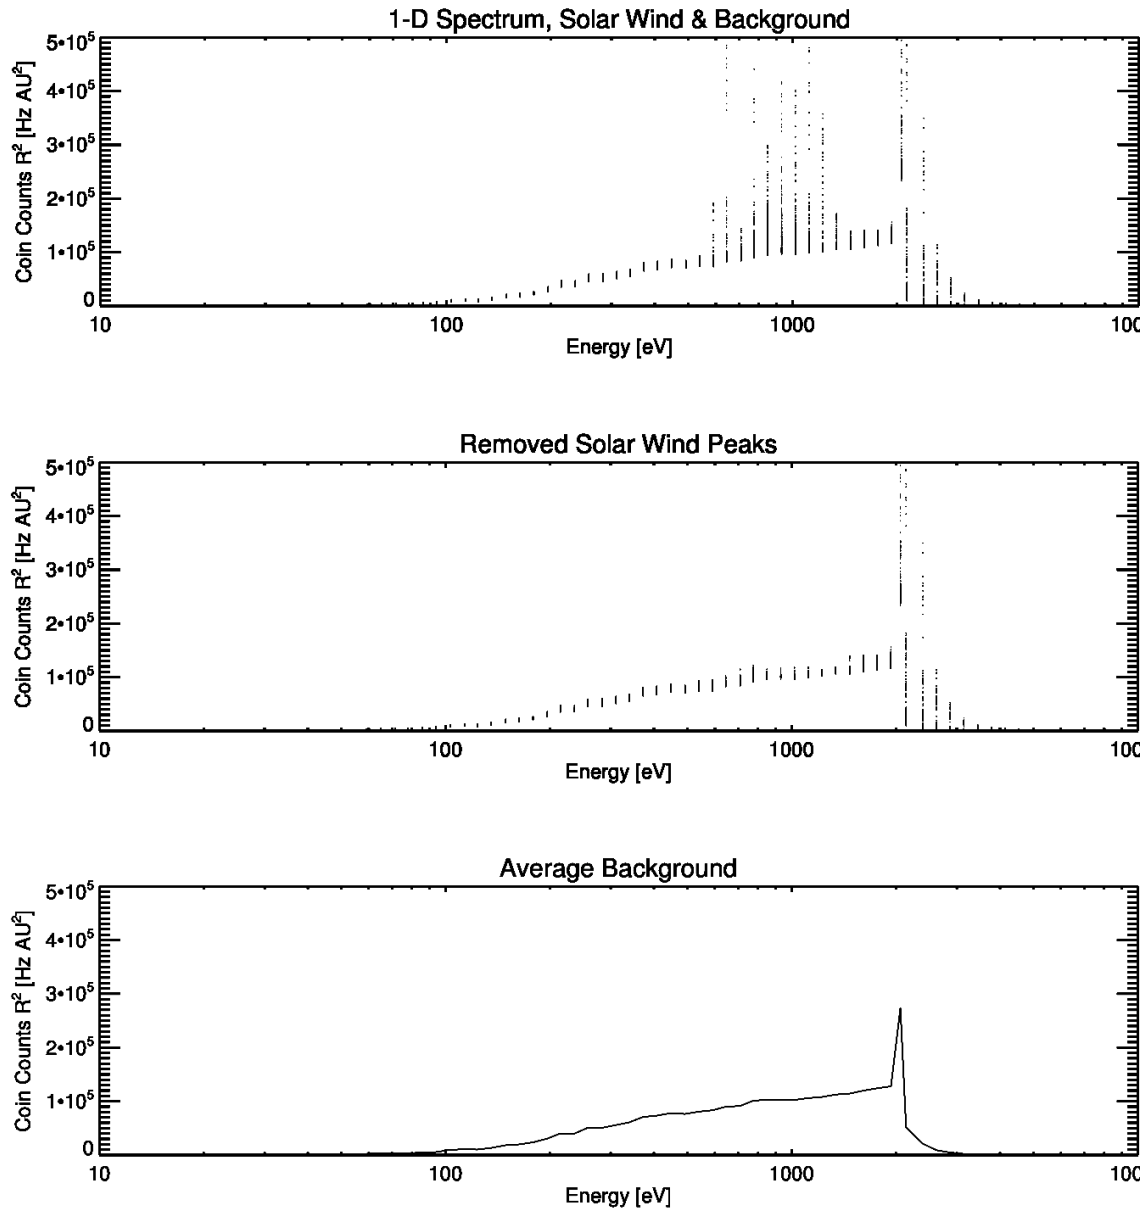 1-D Spectrum, Solar Wind & Background
Coin Counts R² [Hz AU²]
5•10⁵
4•10⁵
3•10⁵
2•10⁵
1•10⁵
0
10 100 1000 100
Energy [eV]
Removed Solar Wind Peaks
Coin Counts R² [Hz AU²]
5•10⁵
4•10⁵
3•10⁵
2•10⁵
1•10⁵
0
10 100 1000 100
Energy [eV]
Average Background
Coin Counts R² [Hz AU²]
5•10⁵
4•10⁵
3•10⁵
2•10⁵
1•10⁵
0
10 100 1000 100
Energy [eV]